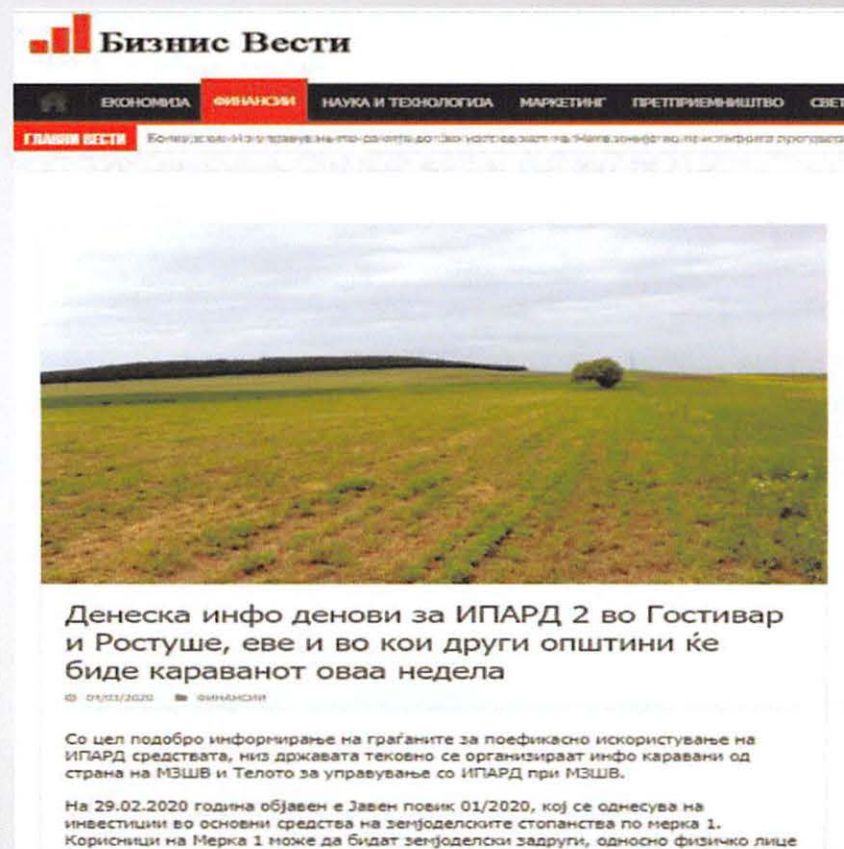 Бизнис Вести
ЕКОНОМИЈА ФИНАНСИИ НАУКА И ТЕХНОЛОГИЈА МАРКЕТИНГ ПРЕТПРИЕМНИШТВО СВЕТ
ГЛАВНИ ВЕСТИ
Денеска инфо денови за ИПАРД 2 во Гостивар
и Ростуше, еве и во кои други општини ќе
биде караванот оваа недела
ФИНАНСИИ
Со цел подобро информирање на граѓаните за поефикасно искористување на
ИПАРД средствата, низ државата тековно се организираат инфо каравани од
страна на МЗШВ и Телото за управување со ИПАРД при МЗШВ.
На 29.02.2020 година објавен е Јавен повик 01/2020, кој се однесува на
инвестиции во основни средства на земјоделските стопанства по мерка 1.
Корисници на Мерка 1 може да бидат земјоделски задруги, односно физичко лице